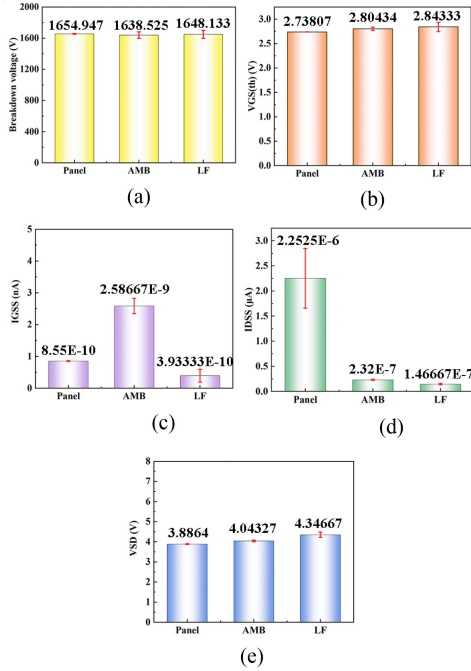 2000
1600
1200
800
400
0
Breakdown voltage (V)
1654.947 1638.525 1648.133
Panel AMB LF
(a)
3.0
2.5
2.0
1.5
1.0
0.5
0.0
VGS(th) (V)
2.73807 2.80434 2.84333
Panel AMB LF
(b)
5
4
3
2
1
0
IGSS (nA)
8.55E-10 2.58667E-9 3.93333E-10
Panel AMB LF
(c)
3.0
2.5
2.0
1.5
1.0
0.5
0.0
IDSS (μA)
2.2525E-6 2.32E-7 1.46667E-7
Panel AMB LF
(d)
8
7
6
5
4
3
2
1
0
VSD (V)
3.8864 4.04327 4.34667
Panel AMB LF
(e)